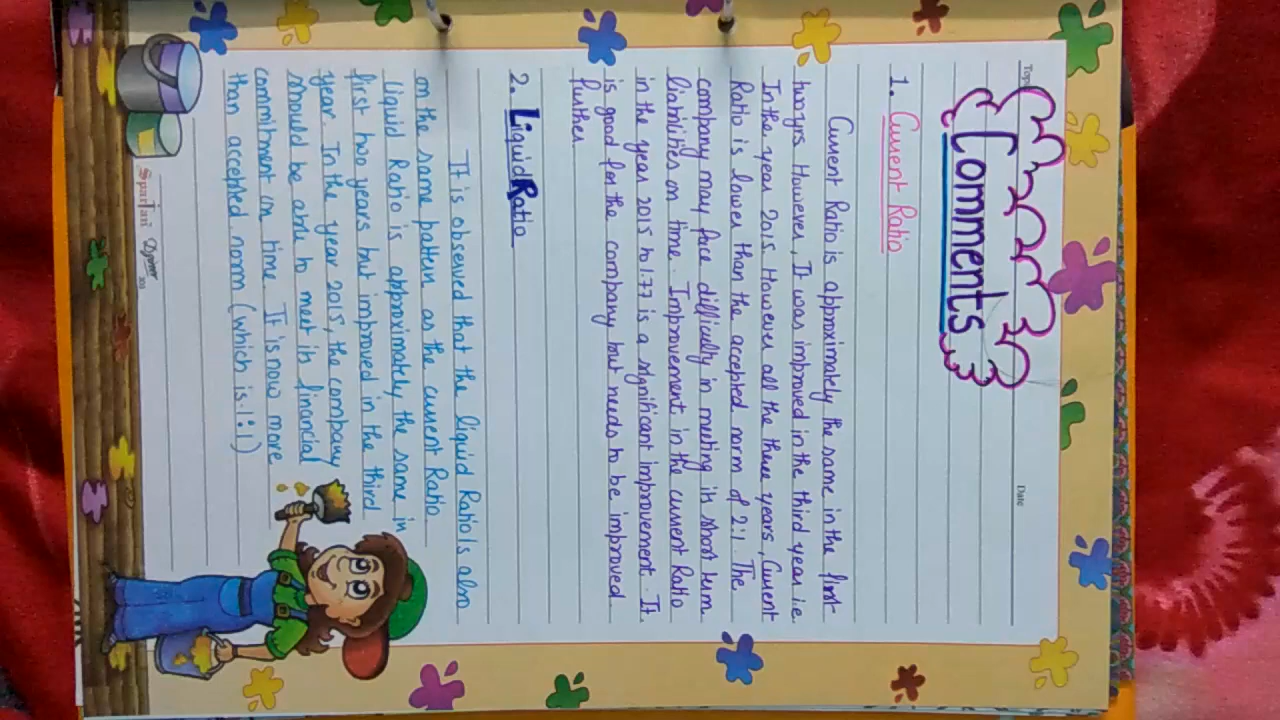 Topic
Date
Comments
1. Current Ratio
Current Ratio is approximately the same in the first
two yrs However, It was improved in the third year i.e
In the year 2015. However all the three years, Current
Ratio is lower than the accepted norm of 2:1. The
company may face difficulty in meeting it short term
liabilities on time. Improvement in the current Ratio
in the year 2015 to 1.77 is a significant improvement. It
is good for the company but needs to be improved
further
2. Liquid Ratio
It is observed that the liquid Ratio is also
on the same pattern as the current Ratio
liquid Ratio is approximately the same in
first two years but improved in the third
year. In the year 2015, the company
should be able to meet it financial
commitment in time. It is now more
than accepted norm (which is 1:1)
Spartan Dziner